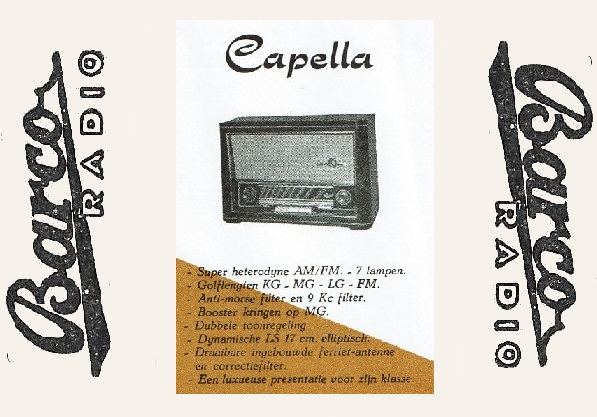 Barco
RADIO
Capella
- Super heterodyne AM/FM. - 7 lampen.
- Golflengten KG - MG - LG - FM.
- Anti-morse filter en 9 Kc filter.
- Booster kringen op MG.
- Dubbele toonregeling
- Dynamische LS 17 cm. elliptisch.
- Draaibare ingebouwde ferriet-antenne
en correctiefilter.
- Een luxueuse presentatie voor zijn klasse
Barco
RADIO